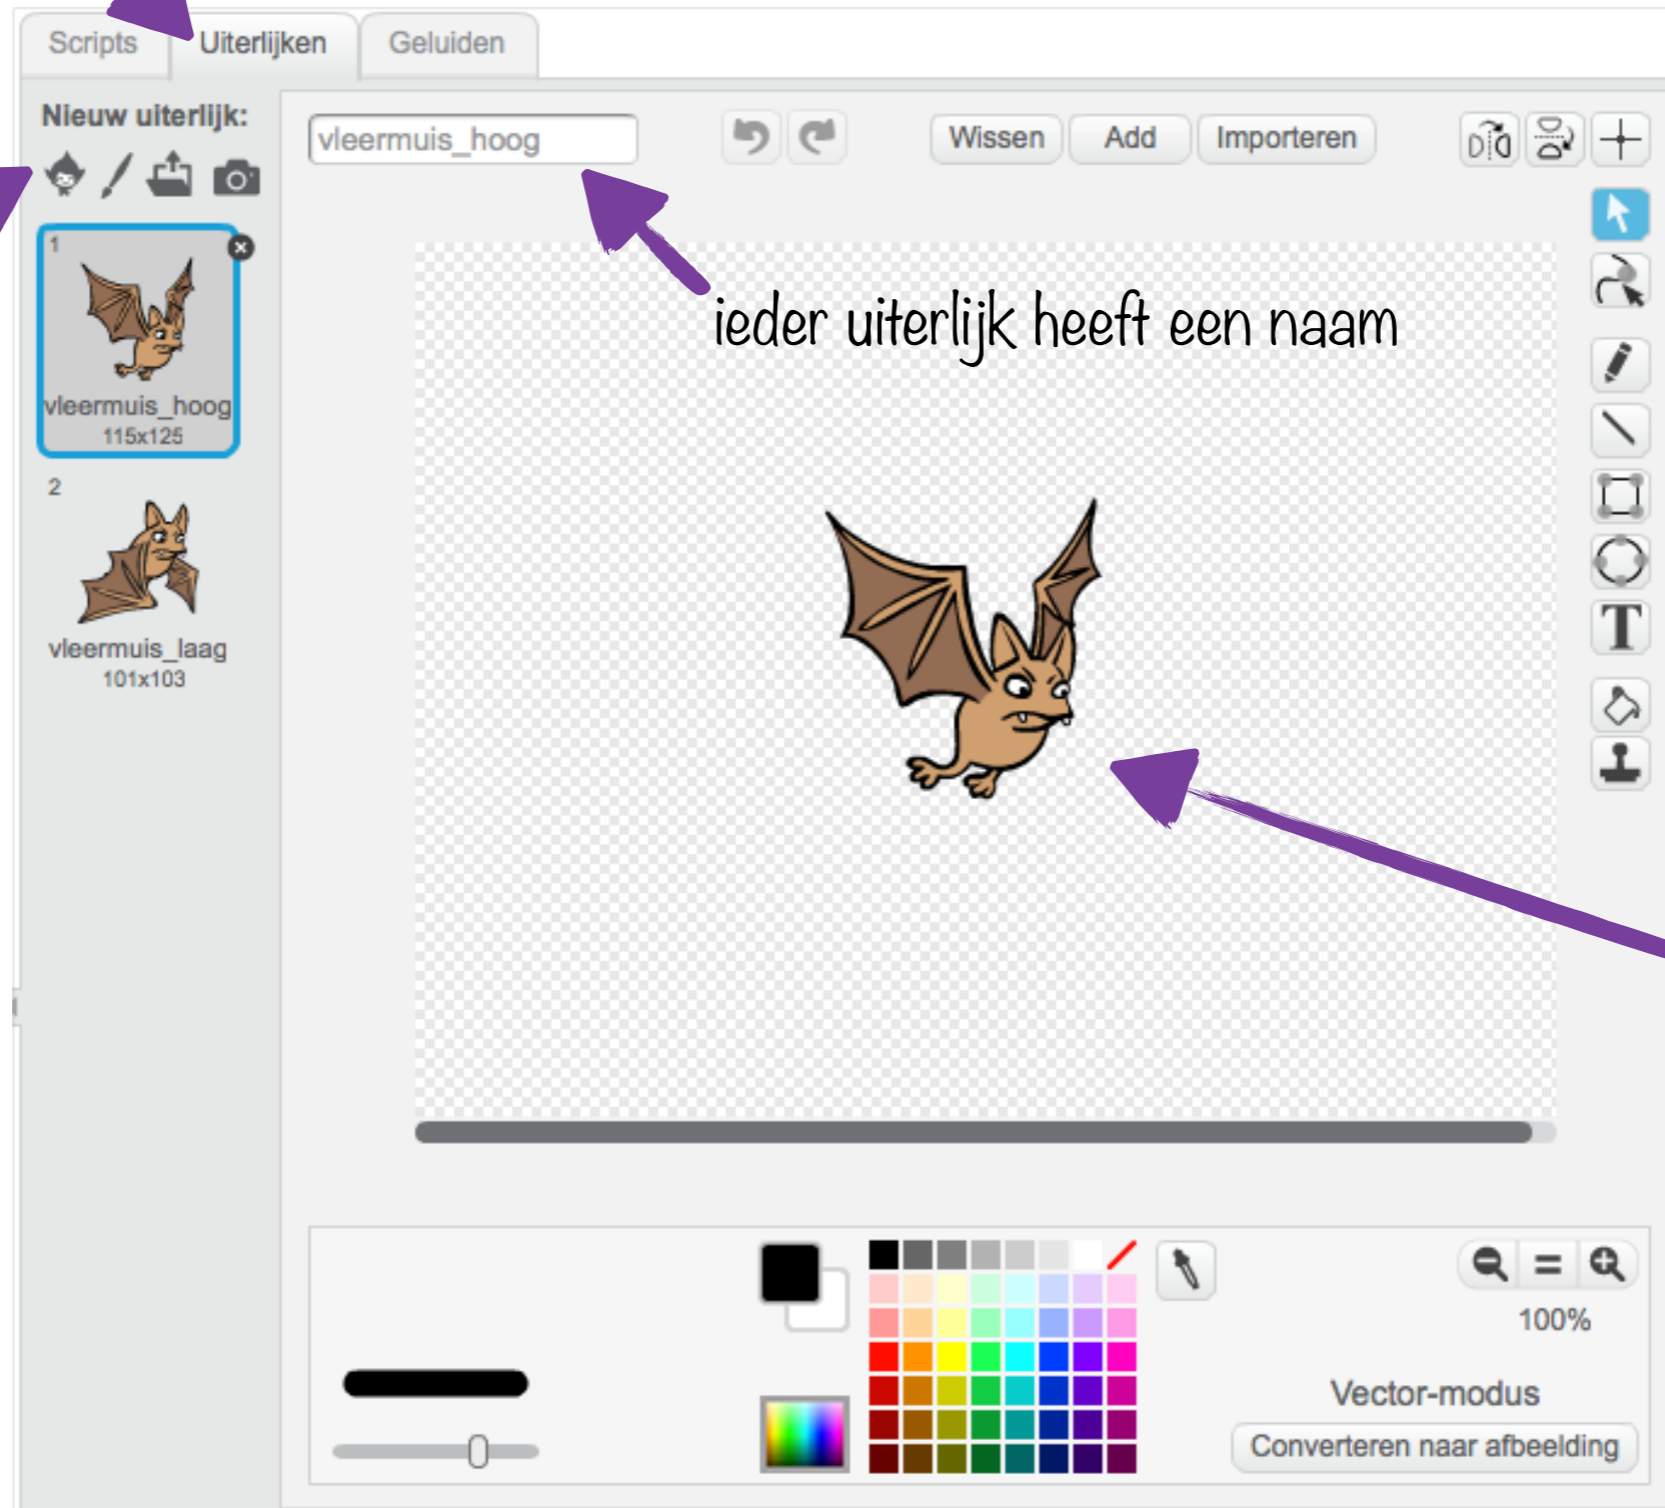 Scripts Uiterlijken Geluiden
Nieuw uiterlijk:
vleermuis_hoog
Wissen Add Importeren
1
vleermuis_hoog
115x125
2
vleermuis_laag
101x103
ieder uiterlijk heeft een naam
T
100%
Vector-modus
Converteren naar afbeelding